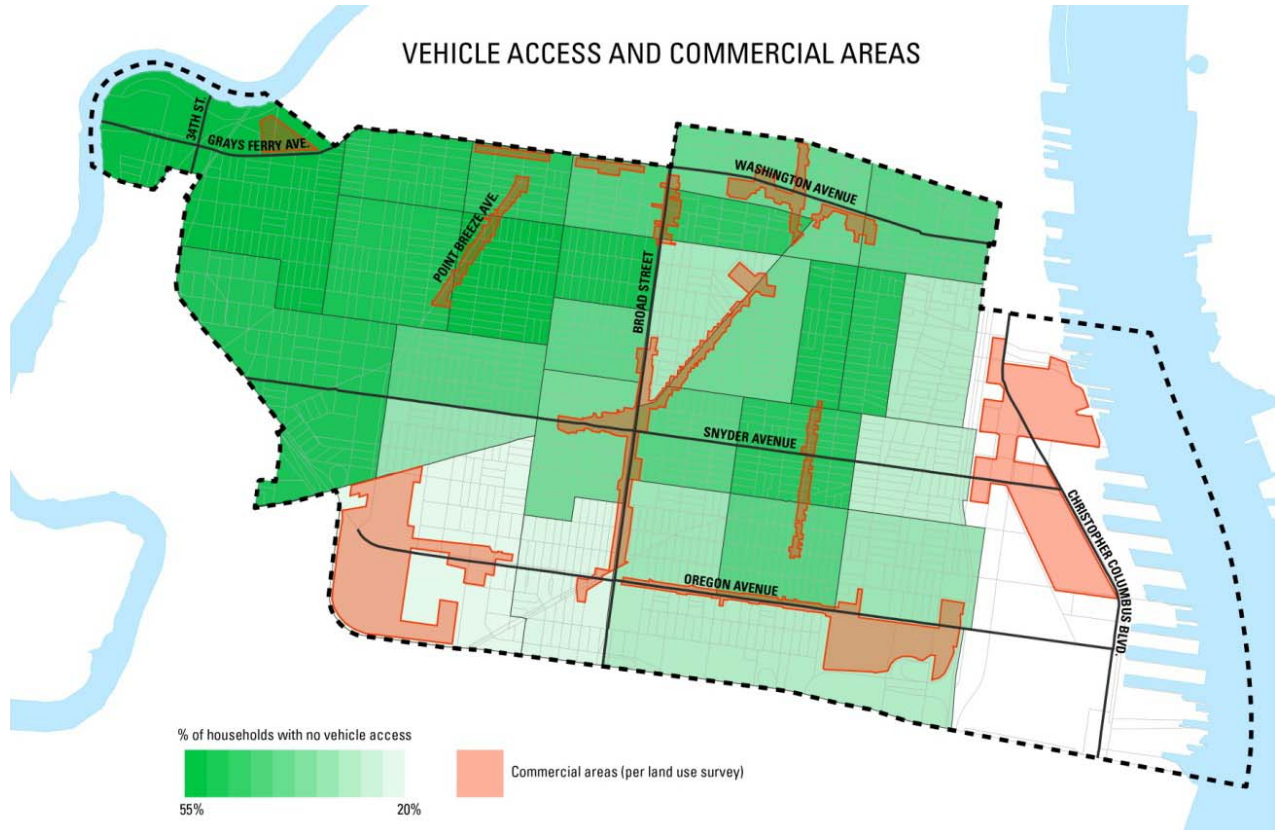 VEHICLE ACCESS AND COMMERCIAL AREAS
34TH ST.
GRAYS FERRY AVE.
WASHINGTON AVENUE
POINT BREEZE AVE.
BROAD STREET
SNYDER AVENUE
CHRISTOPHER COLUMBUS BLVD.
OREGON AVENUE
% of households with no vehicle access
55%
20%
Commercial areas (per land use survey)